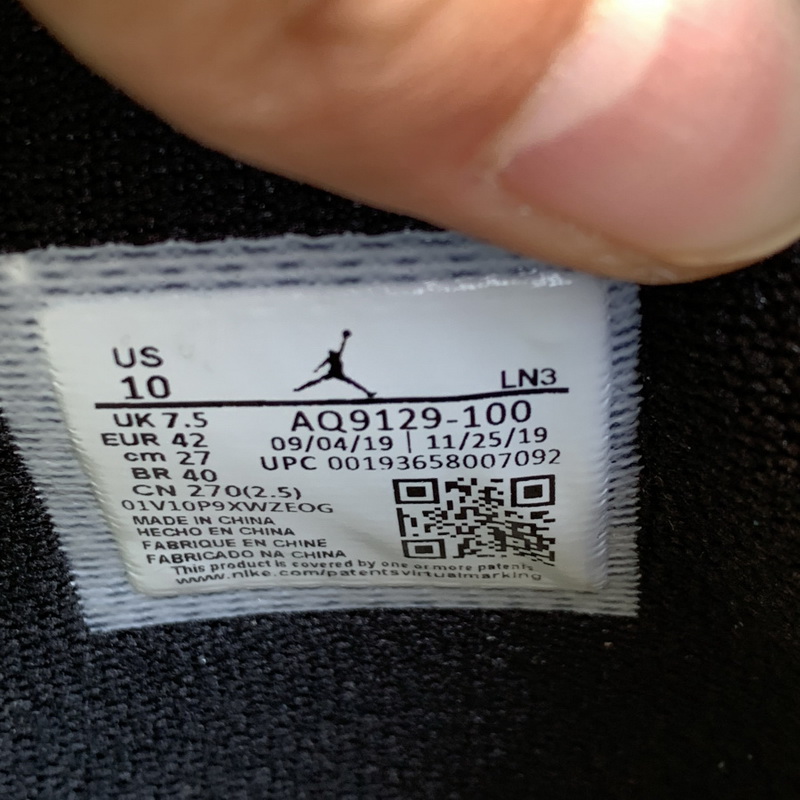 US
10
LN3
UK 7.5
AQ9129-100
EUR 42
09/04/19 | 11/25/19
cm 27
UPC 00193658007092
BR 40
CN 270(2.5)
01V10P9XWZEOG
MADE IN CHINA
HECHO EN CHINA
FABRIQUE EN CHINE
FABRICADO NA CHINA
This product is covered by one or more patents
www.nike.com/patentsvirtualmarking